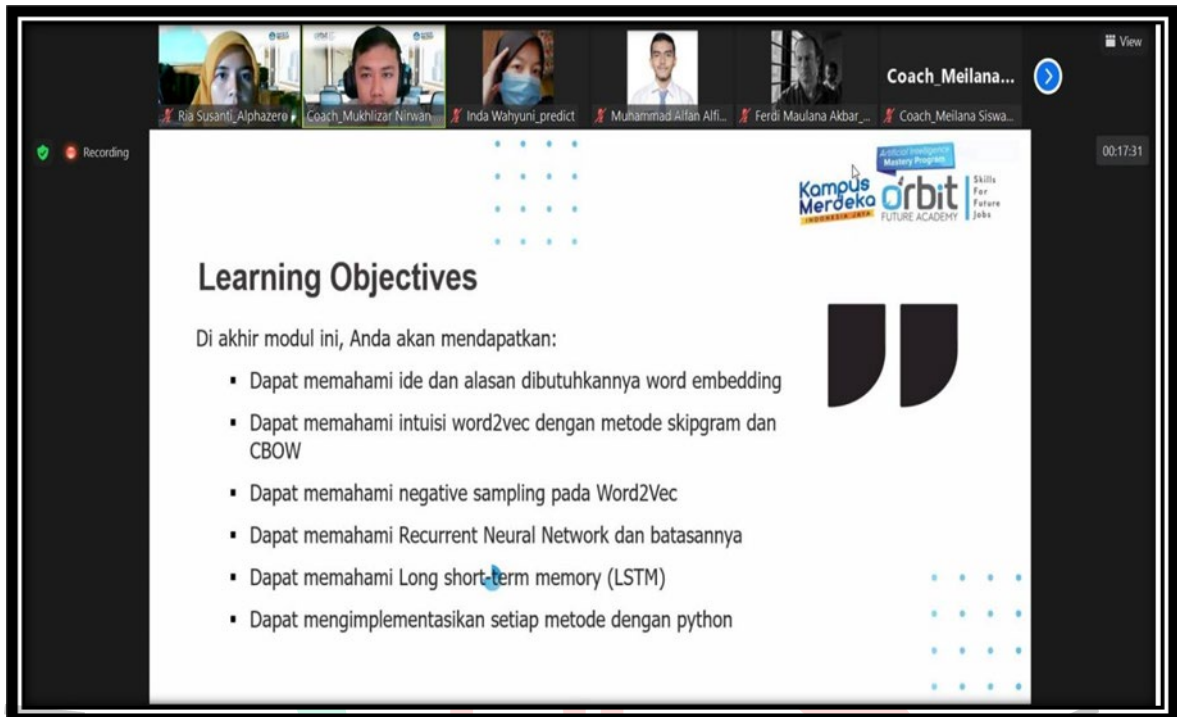 View
Coach_Meilana...
Ria Susanti_Alphazero
Coach_Mukhlizar Nirwan
Inda Wahyuni_predict
Muhammad Alfan Alfi...
Ferdi Maulana Akbar_...
Coach_Meilana Siswa...
Recording
00:17:31
Artificial Intelligence
Mastery Program
Kampus
Merdeka
INDONESIA JAYA
orbit
FUTURE ACADEMY
Skills
For
Future
Jobs
Learning Objectives
Di akhir modul ini, Anda akan mendapatkan:
▪ Dapat memahami ide dan alasan dibutuhkannya word embedding
▪ Dapat memahami intuisi word2vec dengan metode skipgram dan
CBOW
▪ Dapat memahami negative sampling pada Word2Vec
▪ Dapat memahami Recurrent Neural Network dan batasannya
▪ Dapat memahami Long short-term memory (LSTM)
▪ Dapat mengimplementasikan setiap metode dengan python